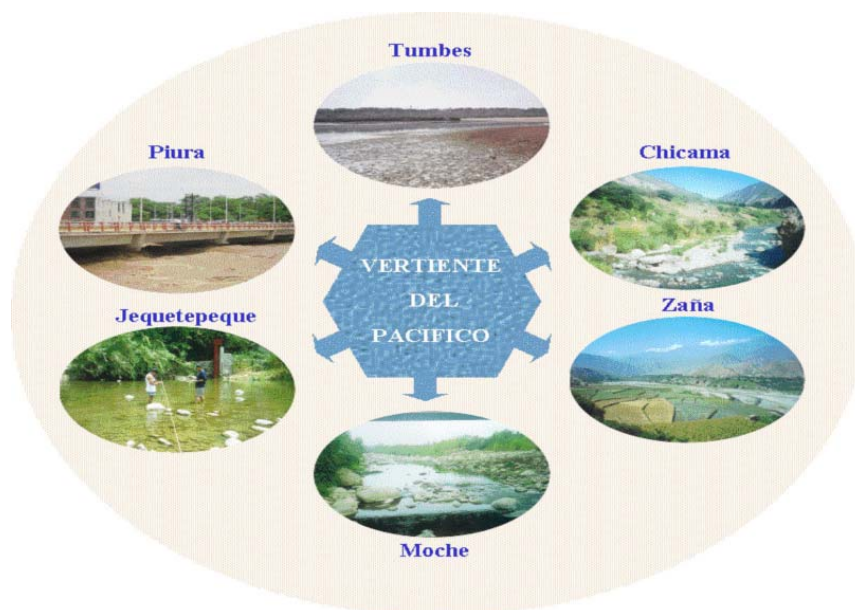 Tumbes
Piura
Chicama
VERTIENTE
DEL
PACIFICO
Jequetepeque
Zaña
Moche